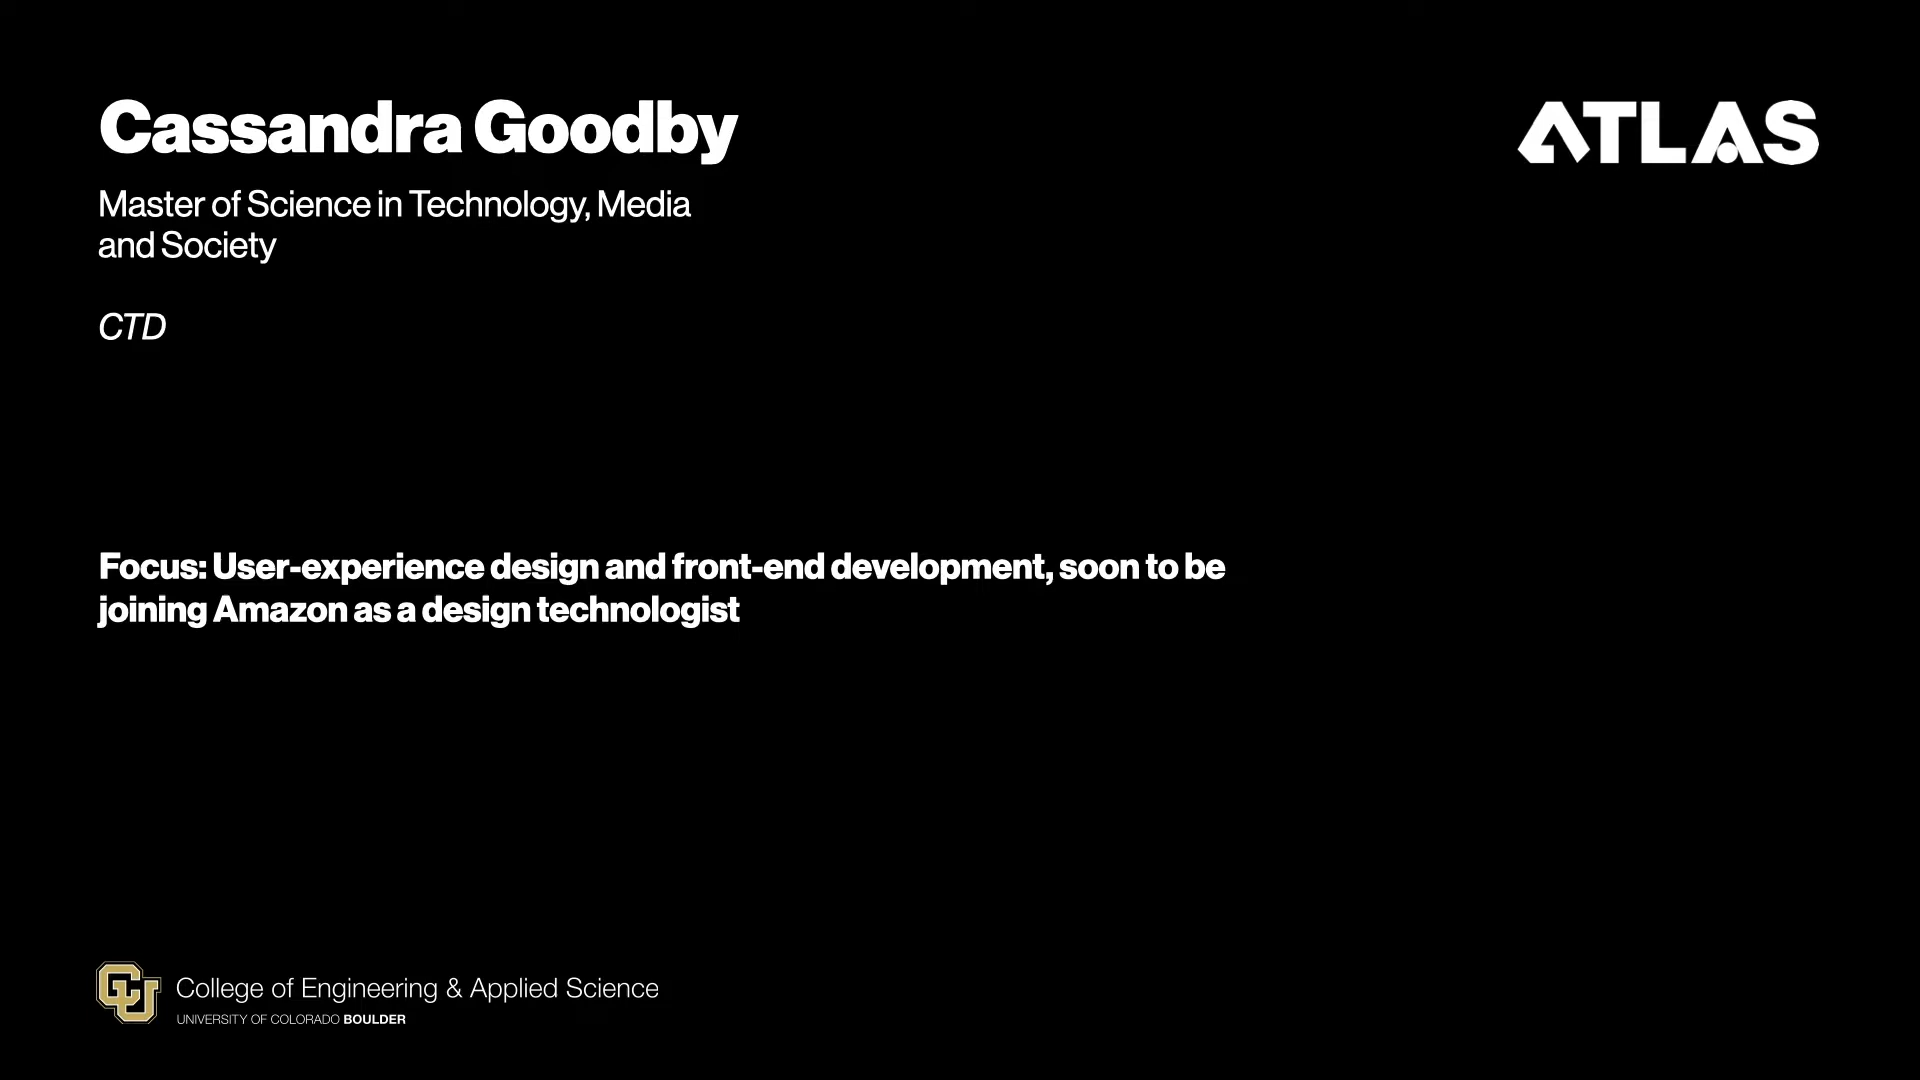 Cassandra Goodby
ATLAS
Master of Science in Technology, Media
and Society
CTD
Focus: User-experience design and front-end development, soon to be
joining Amazon as a design technologist
CU
College of Engineering & Applied Science
UNIVERSITY OF COLORADO BOULDER